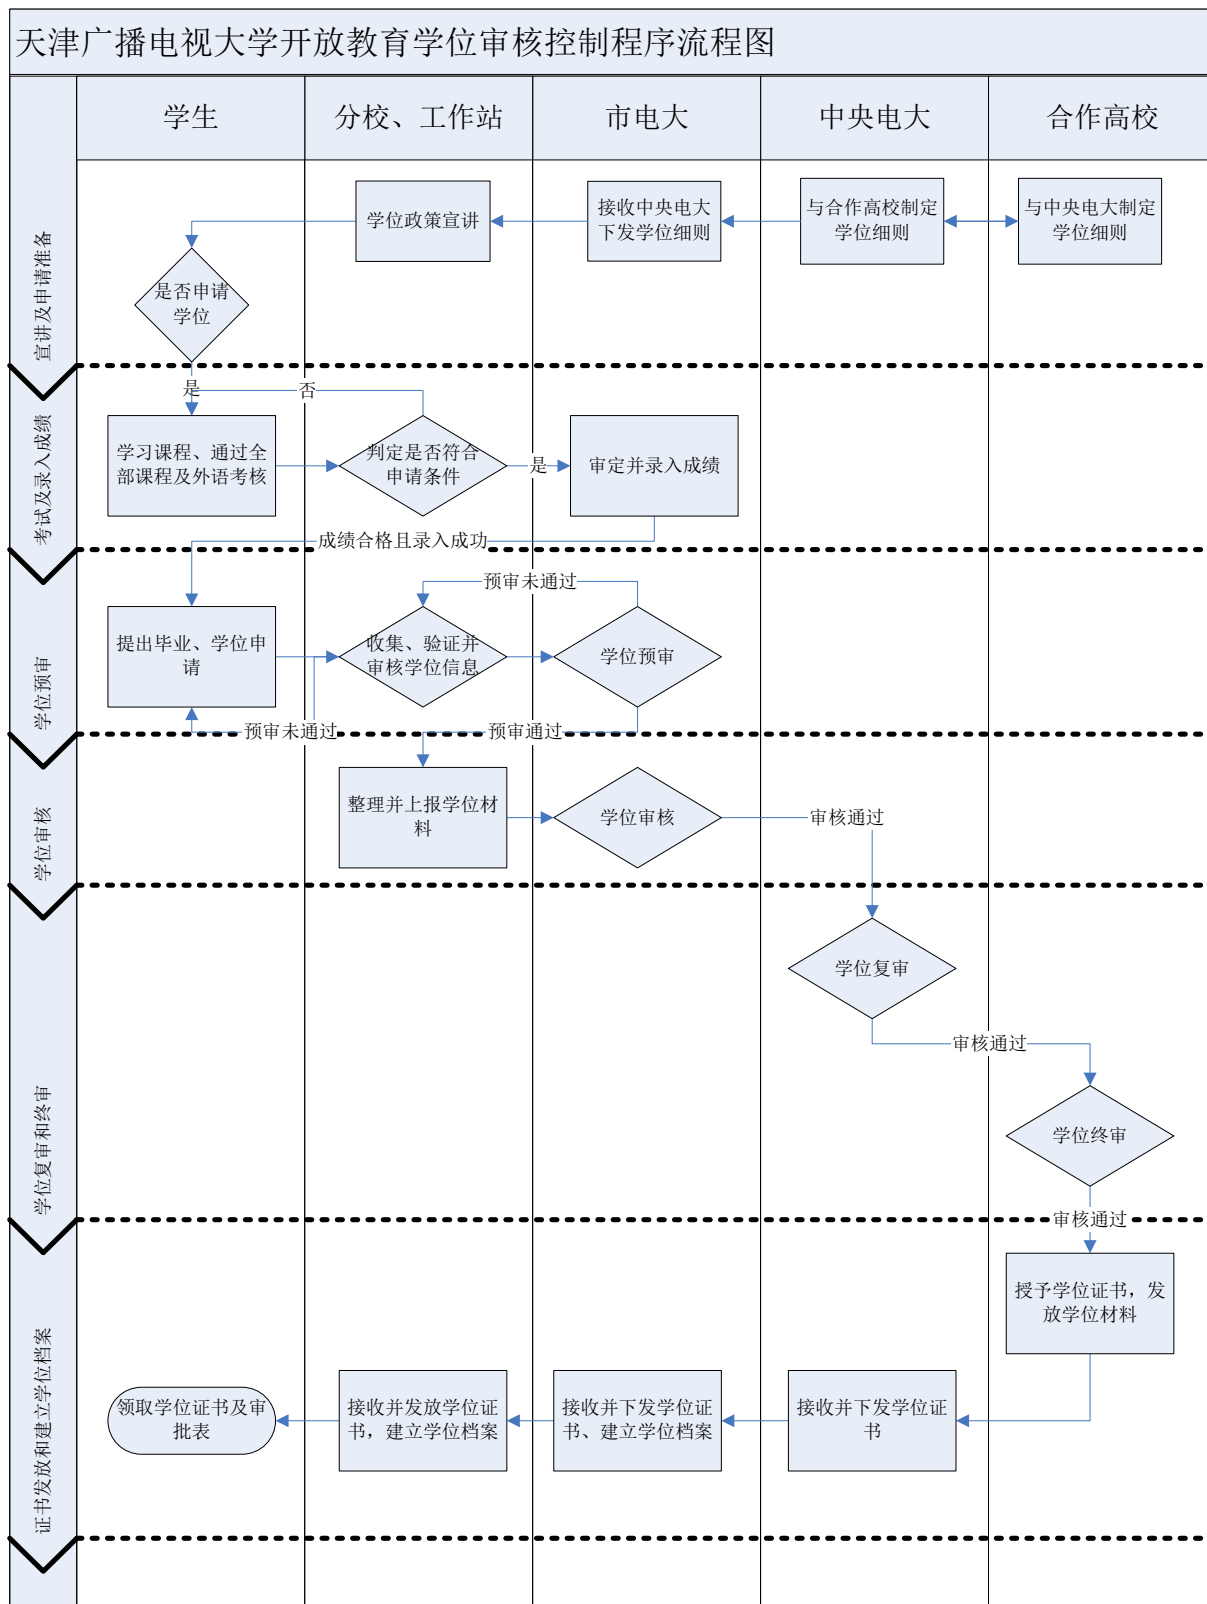 天津广播电视大学开放教育学位审核控制程序流程图
学生
分校、工作站
市电大
中央电大
合作高校
宣讲及申请准备
学位政策宣讲
接收中央电大
下发学位细则
与合作高校制定
学位细则
与中央电大制定
学位细则
是否申请
学位
是
否
考试及录入成绩
学习课程、通过全
部课程及外语考核
判定是否符合
申请条件
是
审定并录入成绩
成绩合格且录入成功
学位预审
预审未通过
提出毕业、学位申
请
收集、验证并
审核学位信息
学位预审
预审未通过
预审通过
学位审核
整理并上报学位材
料
学位审核
审核通过
学位复审和终审
学位复审
审核通过
学位终审
审核通过
证书发放和建立学位档案
授予学位证书，发
放学位材料
领取学位证书及审
批表
接收并发放学位证
书，建立学位档案
接收并下发学位证
书、建立学位档案
接收并下发学位证
书